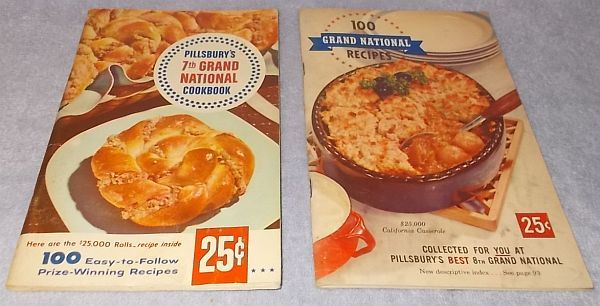 PILLSBURY'S
7th GRAND
NATIONAL
COOKBOOK
Here are the $25,000 Rolls...recipe inside
100 Easy-to-Follow
Prize-Winning Recipes
25¢...
100
GRAND NATIONAL
RECIPES
$25,000
California Casserole
25¢
COLLECTED FOR YOU AT
PILLSBURY'S BEST 8TH GRAND NATIONAL
New descriptive index... See page 93